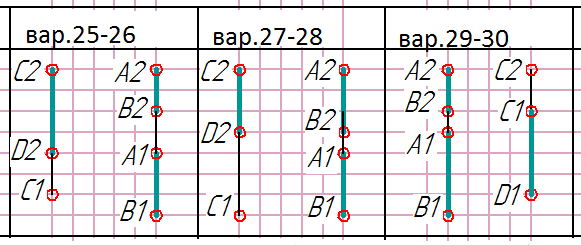 вар.25-26 вар.27-28 вар.29-30
C2 A2 C2 A2 A2 C2
B2 B2 C1
D2 A1 D2 B2 A1
C1 A1
B1 C1 B1 B1 D1